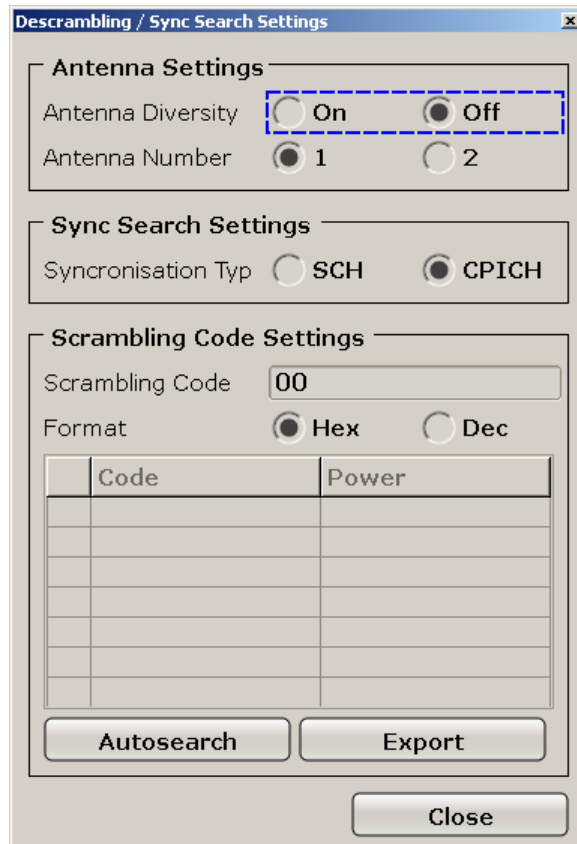 Descrambling / Sync Search Settings
Antenna Settings
Antenna Diversity On Off
Antenna Number 1 2
Sync Search Settings
Syncronisation Typ SCH CPICH
Scrambling Code Settings
Scrambling Code 00
Format Hex Dec
Code Power
Autosearch Export
Close